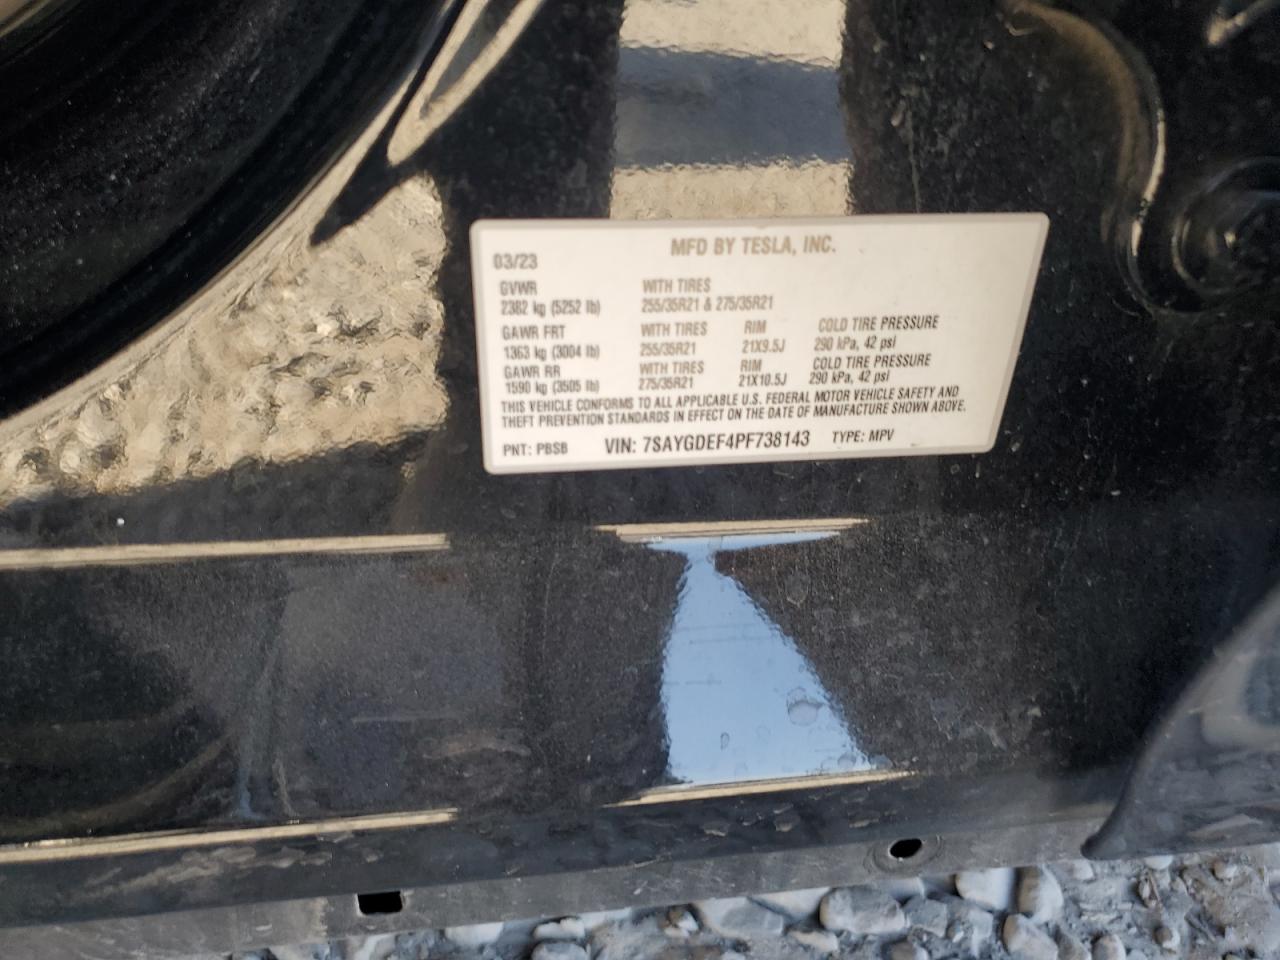 MFD BY TESLA, INC.
03/23
GVWR WITH TIRES
2382 kg (5252 lb) 255/35R21 & 275/35R21
GAWR FRT WITH TIRES RIM COLD TIRE PRESSURE
1363 kg (3004 lb) 255/35R21 21X9.5J 290 kPa, 42 psi
GAWR RR WITH TIRES RIM COLD TIRE PRESSURE
1590 kg (3505 lb) 275/35R21 21X10.5J 290 kPa, 42 psi
THIS VEHICLE CONFORMS TO ALL APPLICABLE U.S. FEDERAL MOTOR VEHICLE SAFETY AND
THEFT PREVENTION STANDARDS IN EFFECT ON THE DATE OF MANUFACTURE SHOWN ABOVE.
PNT: PBSB VIN: 7SAYGDEF4PF738143 TYPE: MPV